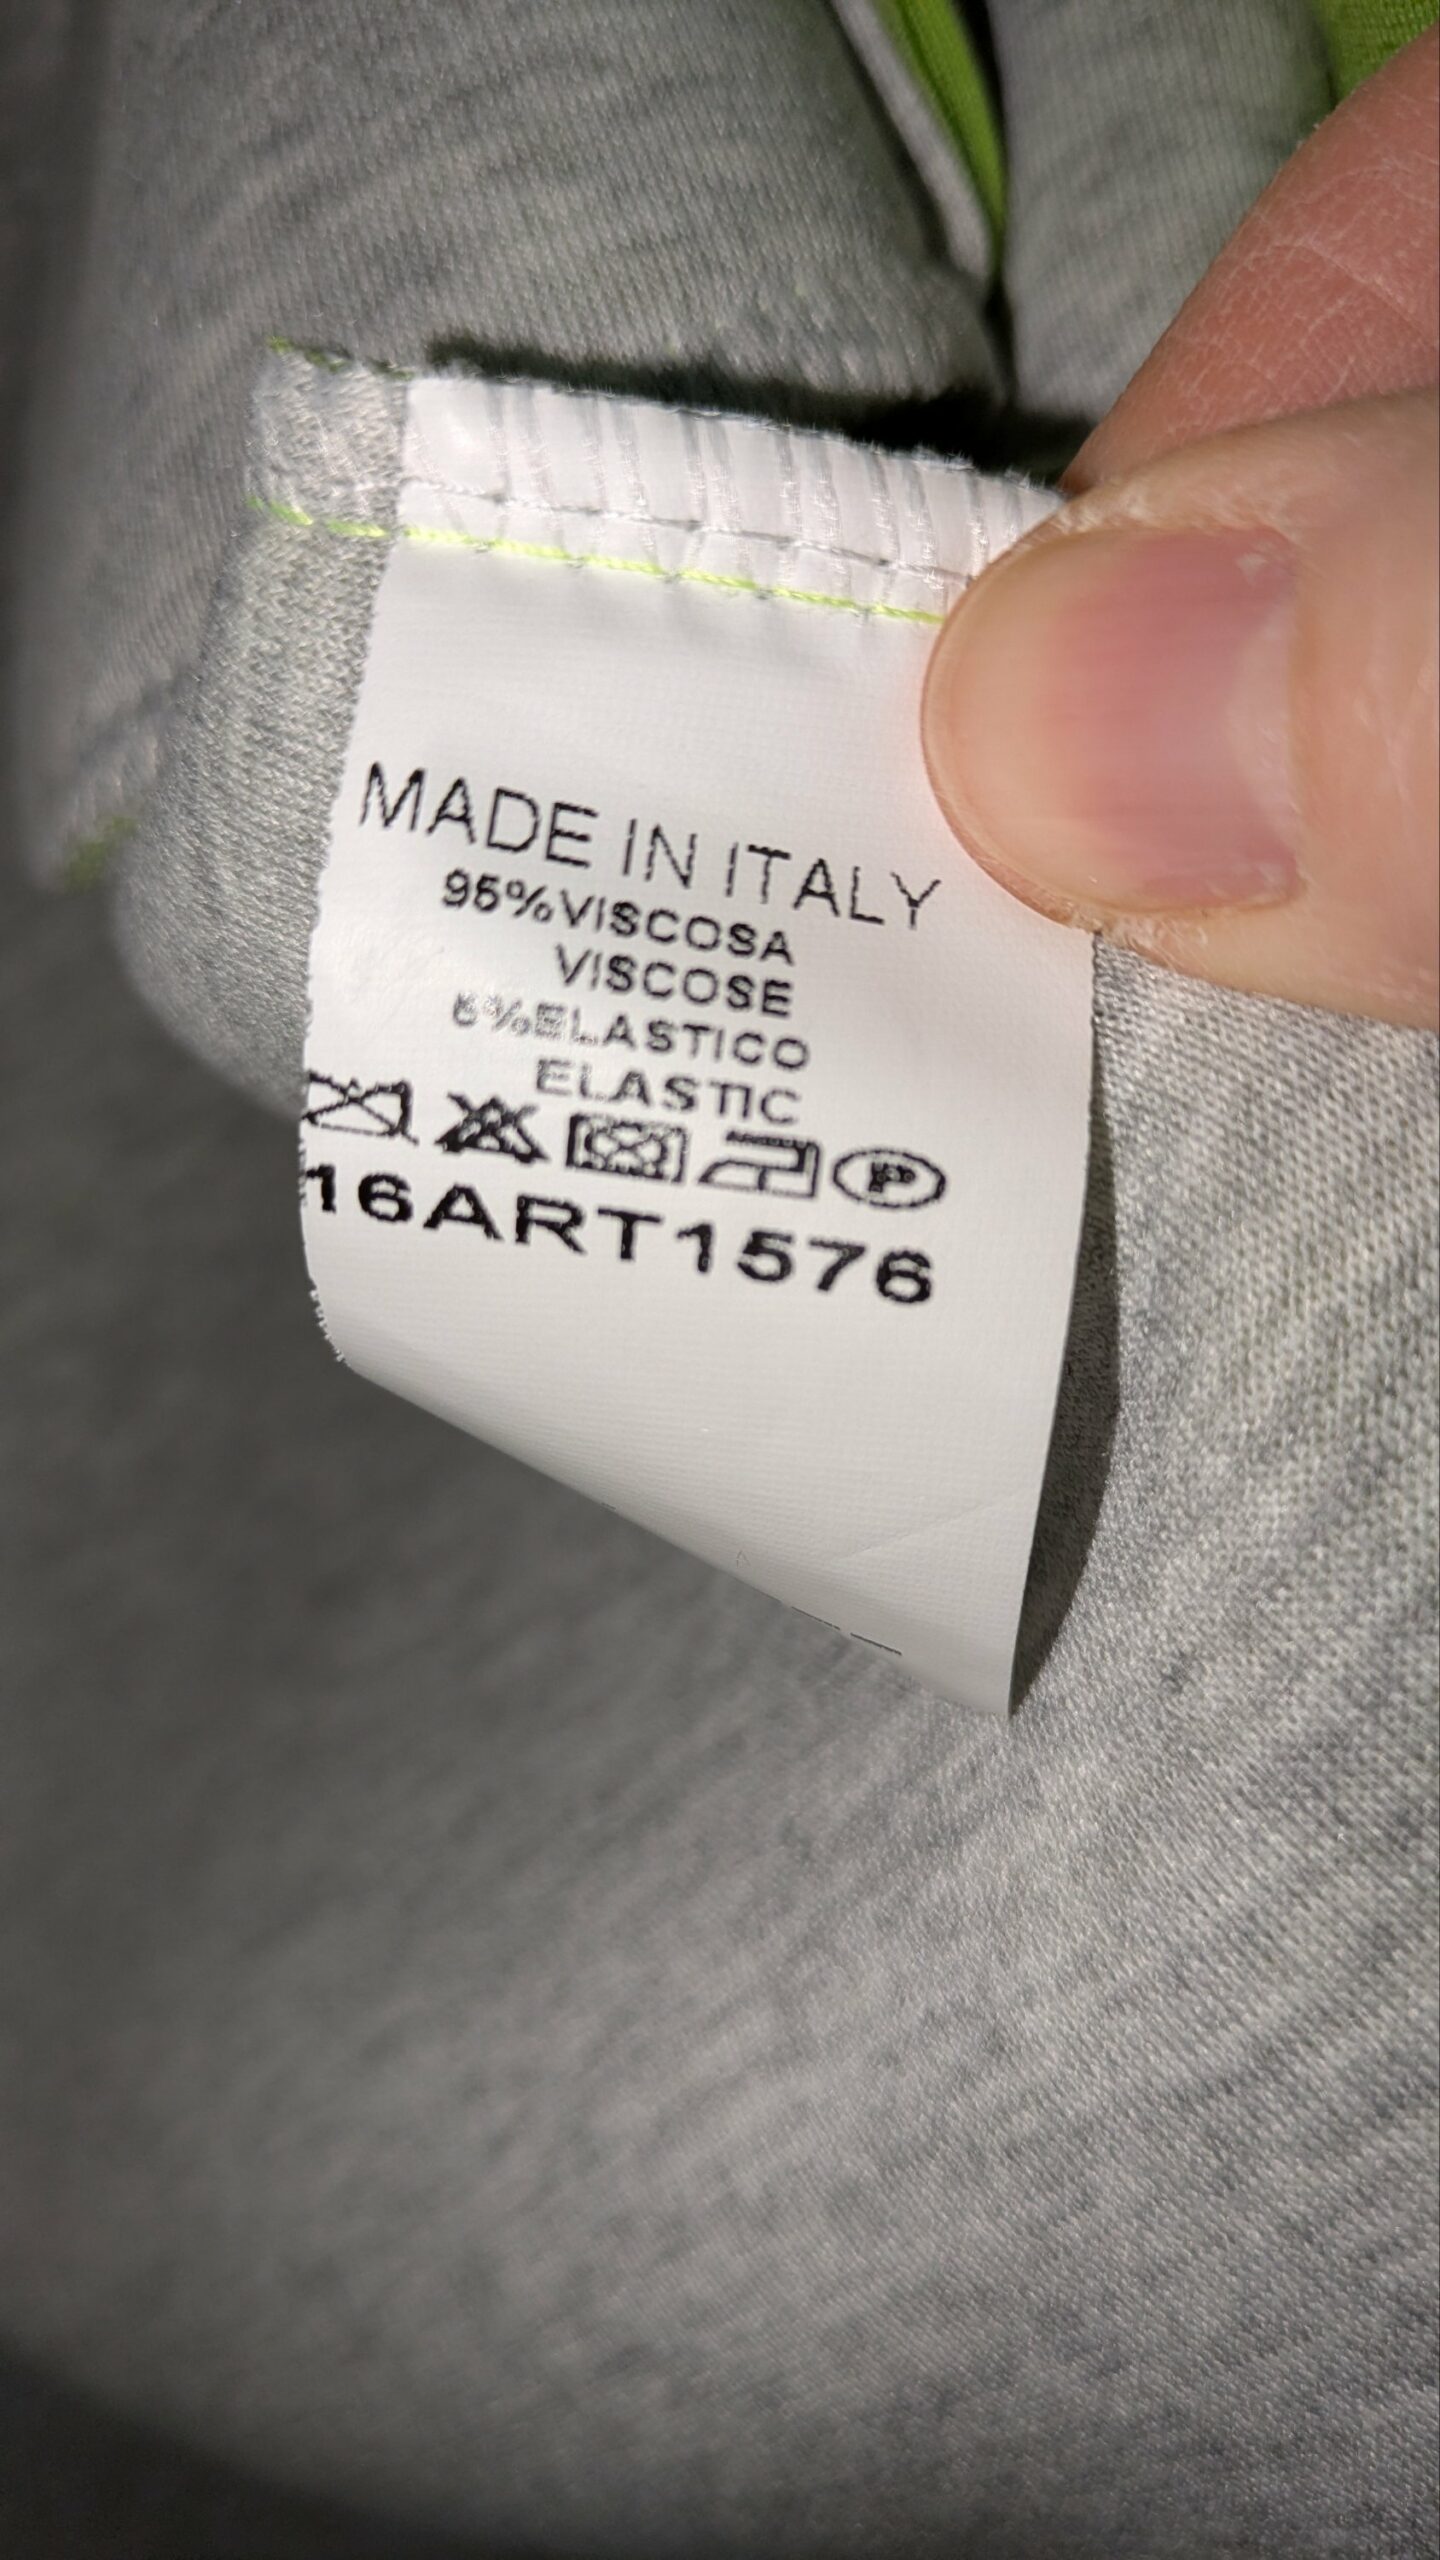 MADE IN ITALY
95%VISCOSA
VISCOSE
5%ELASTICO
ELASTIC
P
16ART1576